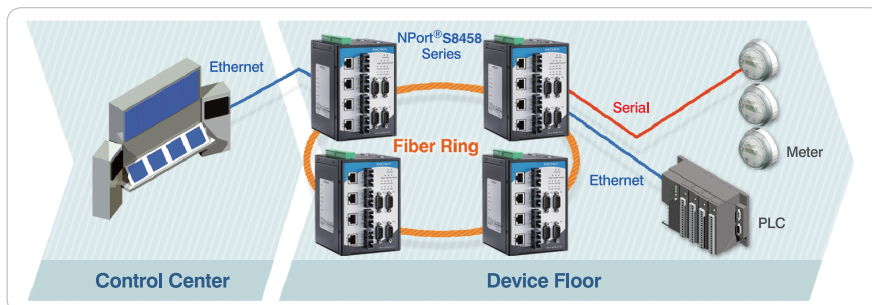 Ethernet
NPort®S8458
Series
Serial
Fiber Ring
Meter
Ethernet
PLC
Control Center
Device Floor